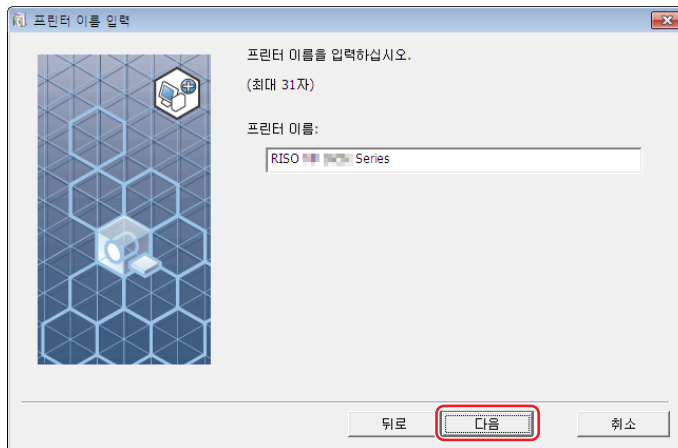 프린터 이름 입력
프린터 이름을 입력하십시오.
(최대 31자)
프린터 이름:
RISO Series
뒤로 다음 취소